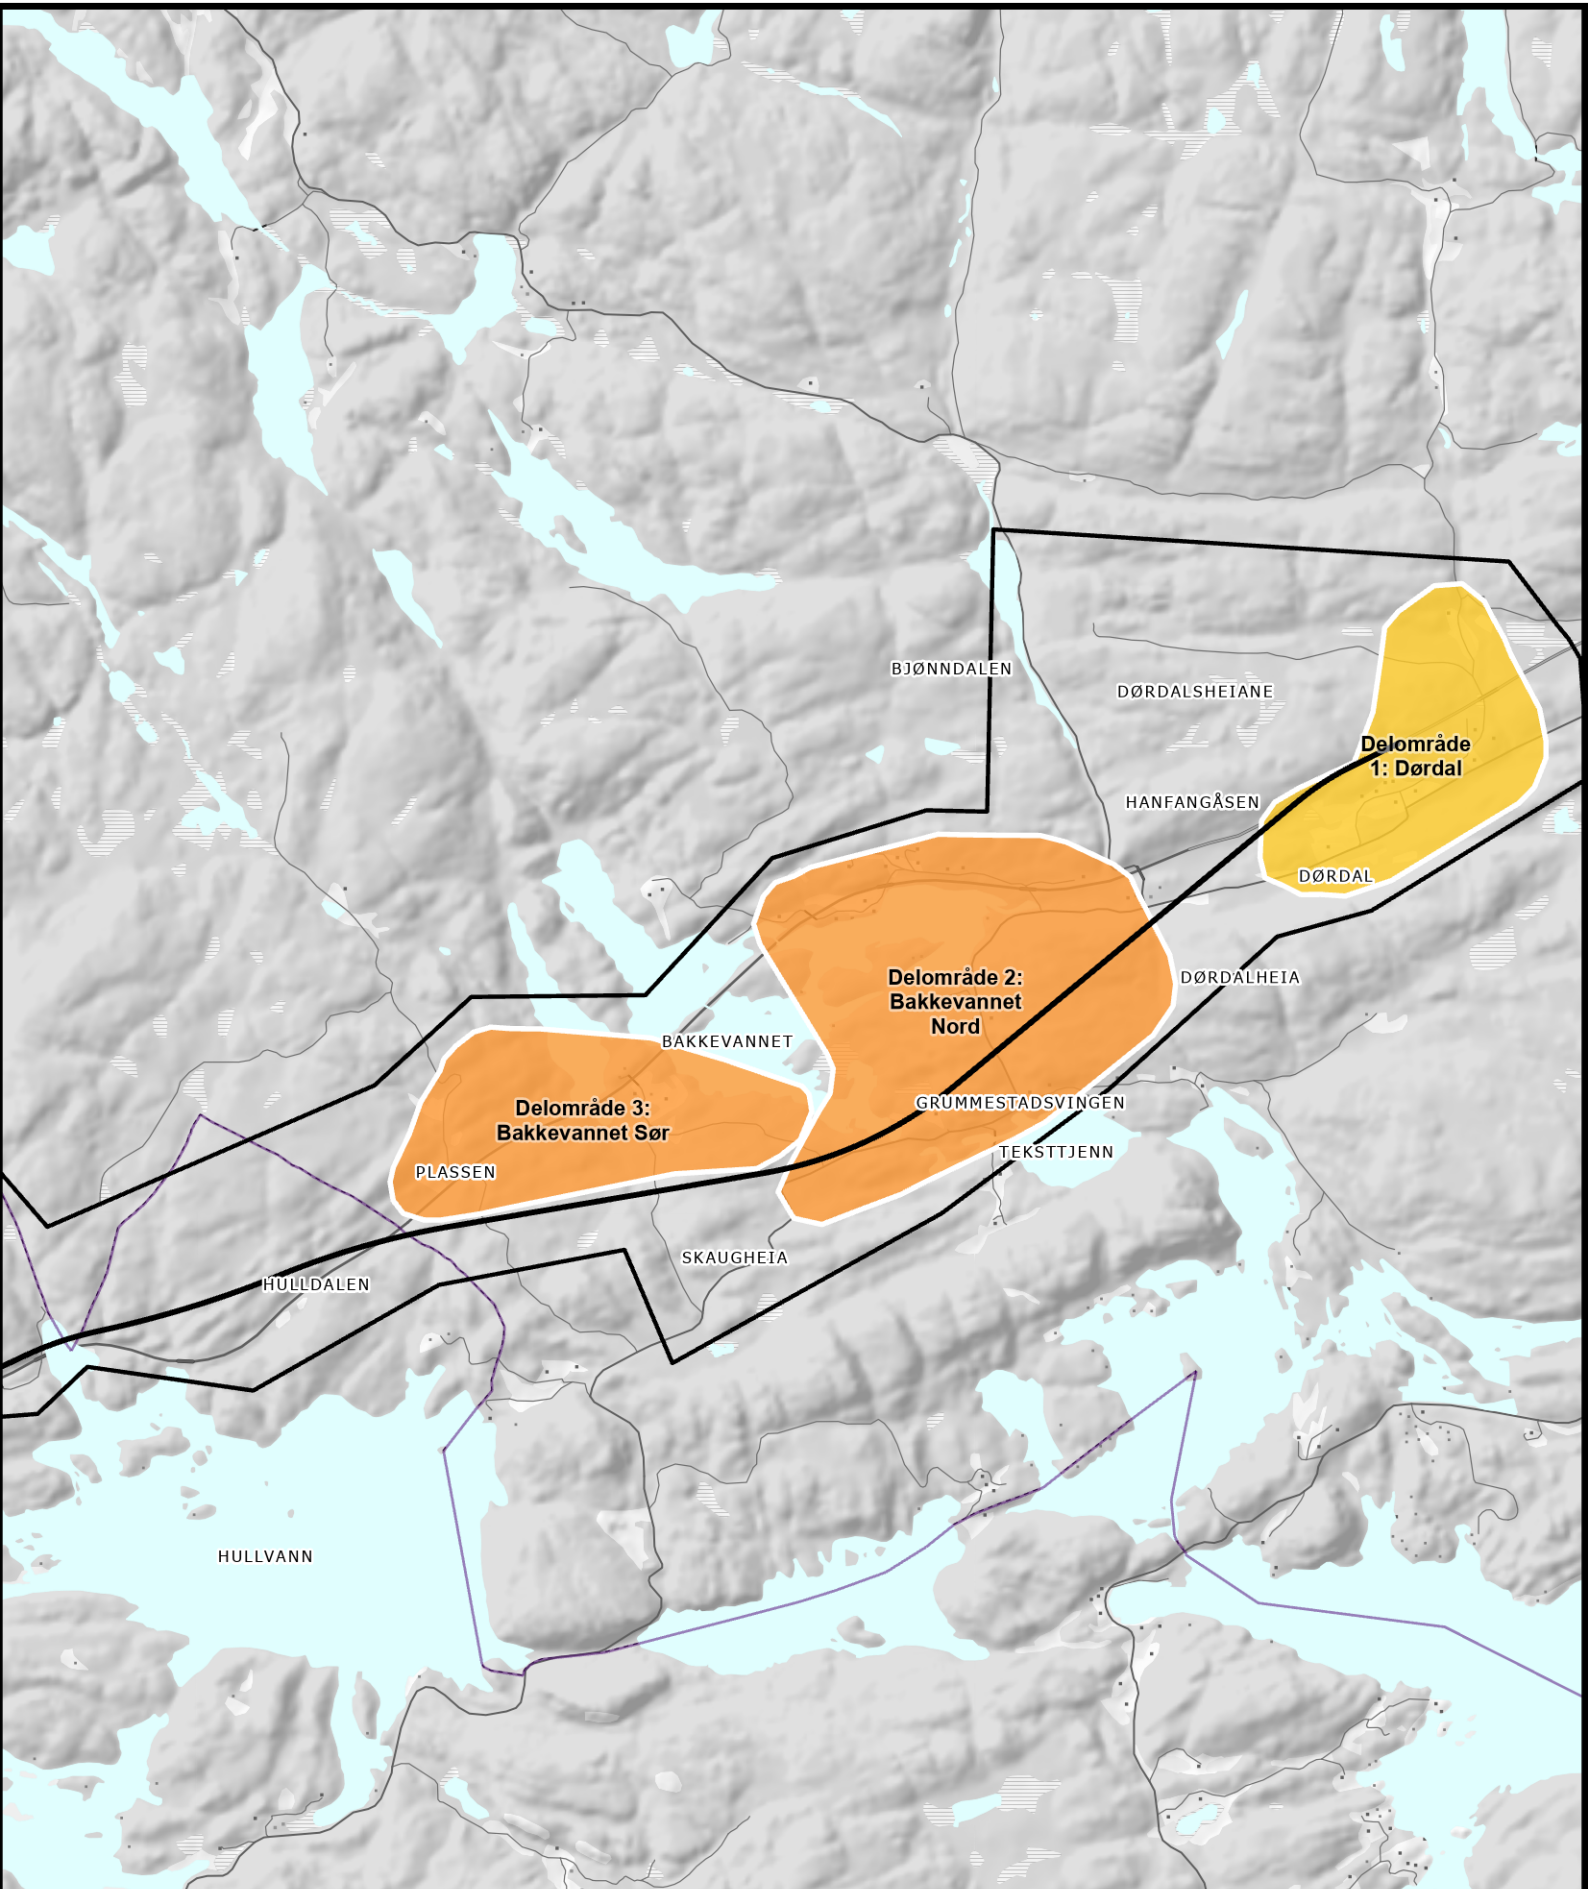 BJØNNDALEN
DØRDALSHEIANE
Delområde
1: Dørdal
HANFANGÅSEN
DØRDAL
Delområde 2:
Bakkevannet
Nord
DØRDALHEIA
BAKKEVANNET
Delområde 3:
Bakkevannet Sør
GRUMMESTADSVINGEN
TEKSTTJENN
PLASSEN
SKAUGHEIA
HULLDALEN
HULLVANN